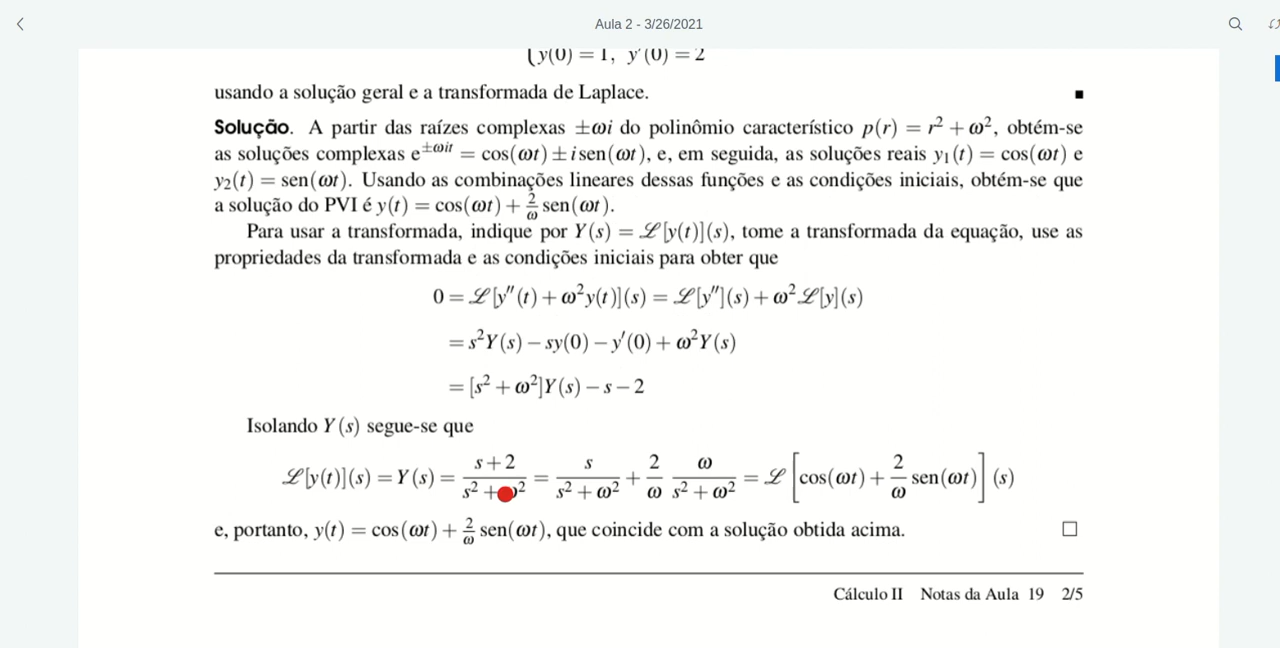 Aula 2 - 3/26/2021
y(0) = 1, y′(0) = 2
usando a solução geral e a transformada de Laplace. ■
Solução. A partir das raízes complexas ±ωi do polinômio característico p(r) = r² + ω², obtém-se
as soluções complexas e^{±ωit} = cos(ωt) ± i sen(ωt), e, em seguida, as soluções reais y₁(t) = cos(ωt) e
y₂(t) = sen(ωt). Usando as combinações lineares dessas funções e as condições iniciais, obtém-se que
a solução do PVI é y(t) = cos(ωt) + 2/ω sen(ωt).
Para usar a transformada, indique por Y(s) = ℒ[y(t)](s), tome a transformada da equação, use as
propriedades da transformada e as condições iniciais para obter que
0 = ℒ[y″(t) + ω²y(t)](s) = ℒ[y″](s) + ω²ℒ[y](s)
= s²Y(s) − sy(0) − y′(0) + ω²Y(s)
= [s² + ω²]Y(s) − s − 2
Isolando Y(s) segue-se que
ℒ[y(t)](s) = Y(s) = (s + 2)/(s² + ω²) = s/(s² + ω²) + 2/ω ω/(s² + ω²) = ℒ[cos(ωt) + 2/ω sen(ωt)](s)
e, portanto, y(t) = cos(ωt) + 2/ω sen(ωt), que coincide com a solução obtida acima. □
Cálculo II Notas da Aula 19 2/5